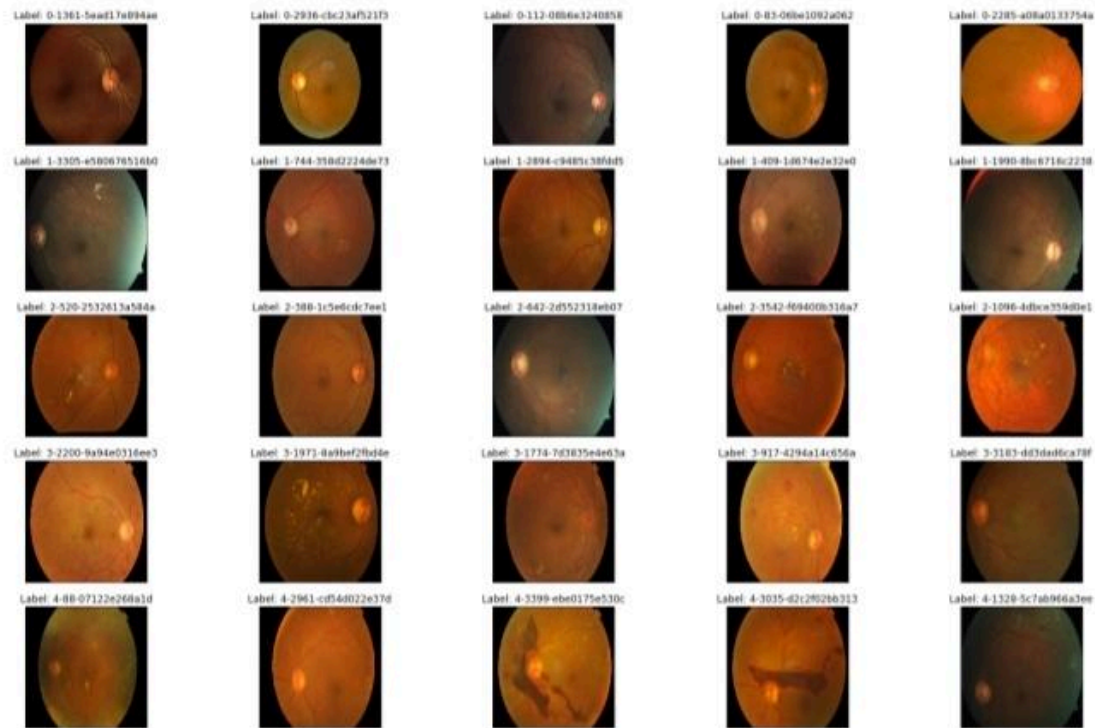 Label: 0-1361-5ead17e894ae
Label: 0-2936-cbc23af521f3
Label: 0-112-08b6e3240858
Label: 0-83-06be1092a062
Label: 0-2285-a08a0133754a
Label: 1-3305-e580676516b0
Label: 1-744-358d2224de73
Label: 1-2894-c9485c38fdd5
Label: 1-409-1d674e2e32e0
Label: 1-1990-8bc6716c2238
Label: 2-520-2532613a584a
Label: 2-388-1c5e6cdc7ee1
Label: 2-642-2d552318eb07
Label: 2-3542-f69400b316a7
Label: 2-1096-4dbce359d0e1
Label: 3-2200-9a94e0316ee3
Label: 3-1971-8a9bef2fbd4e
Label: 3-1774-7d3835e4e63a
Label: 3-917-4294a14c656a
Label: 3-3183-dd3dad6ca78f
Label: 4-88-07122e268a1d
Label: 4-2961-cd54d022e37d
Label: 4-3399-ebe0175e530c
Label: 4-3035-d2c2f02bb313
Label: 4-1328-5c7ab966a3ee